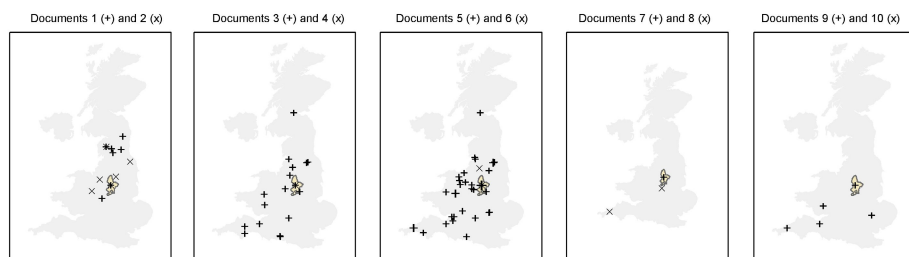 Documents 1 (+) and 2 (x)
Documents 3 (+) and 4 (x)
Documents 5 (+) and 6 (x)
Documents 7 (+) and 8 (x)
Documents 9 (+) and 10 (x)